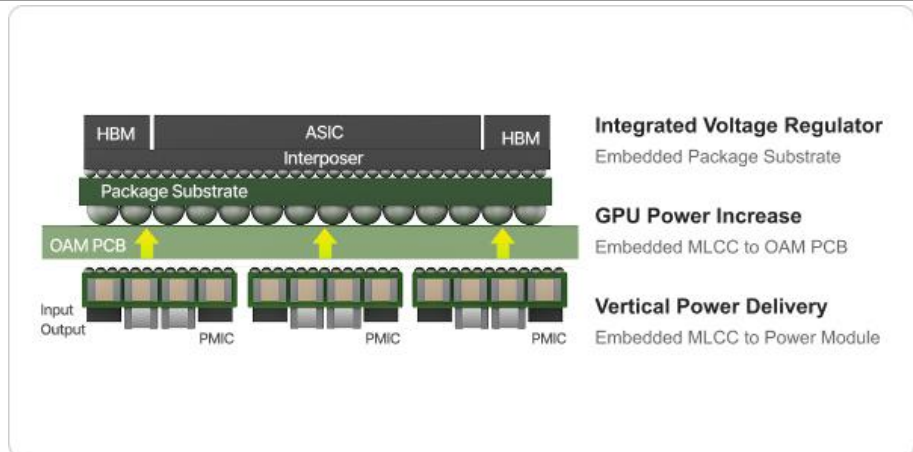 HBM
ASIC
HBM
Interposer
Package Substrate
OAM PCB
Input
Output
PMIC
PMIC
PMIC
Integrated Voltage Regulator
Embedded Package Substrate
GPU Power Increase
Embedded MLCC to OAM PCB
Vertical Power Delivery
Embedded MLCC to Power Module